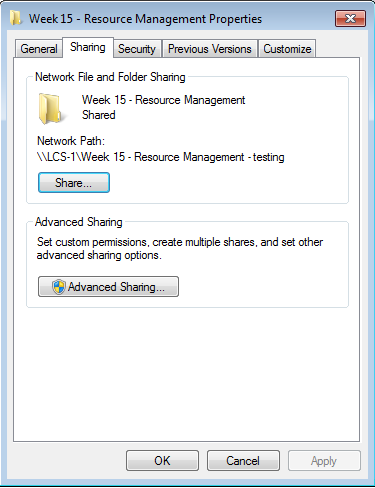 Week 15 - Resource Management Properties
General Sharing Security Previous Versions Customize
Network File and Folder Sharing
Week 15 - Resource Management
Shared
Network Path:
\\LCS-1\Week 15 - Resource Management - testing
Share...
Advanced Sharing
Set custom permissions, create multiple shares, and set other
advanced sharing options.
Advanced Sharing...
OK Cancel Apply